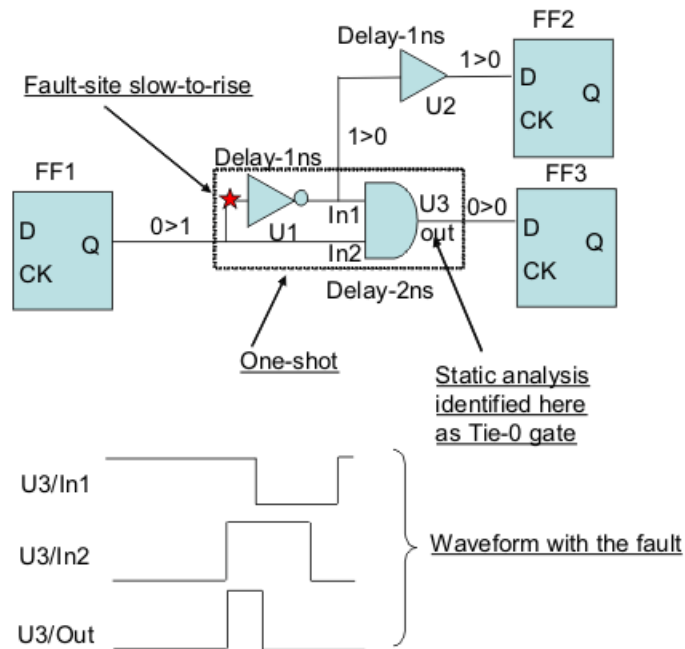 FF2
Delay-1ns
1>0
D
Q
CK
U2
Fault-site slow-to-rise
1>0
Delay-1ns
FF1
FF3
0>1
D
Q
CK
U1
In1
In2
U3
out
0>0
D
Q
CK
Delay-2ns
One-shot
Static analysis
identified here
as Tie-0 gate
U3/In1
U3/In2
U3/Out
Waveform with the fault